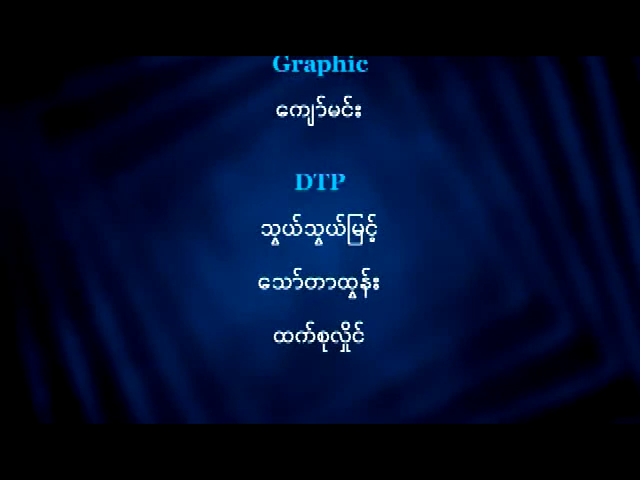 Graphic
ကျော်မင်း
DTP
သွယ်သွယ်မြင့်
သော်တာထွန်း
ထက်စုလှိုင်